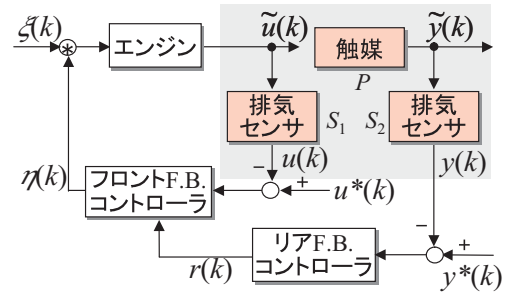 ξ(k)
*
エンジン
ũ(k)
触媒
ỹ(k)
P
排気
センサ
S₁
S₂
排気
センサ
η(k)
フロントF.B.
コントローラ
−
u(k)
+
u*(k)
y(k)
−
+
リアF.B.
コントローラ
r(k)
y*(k)